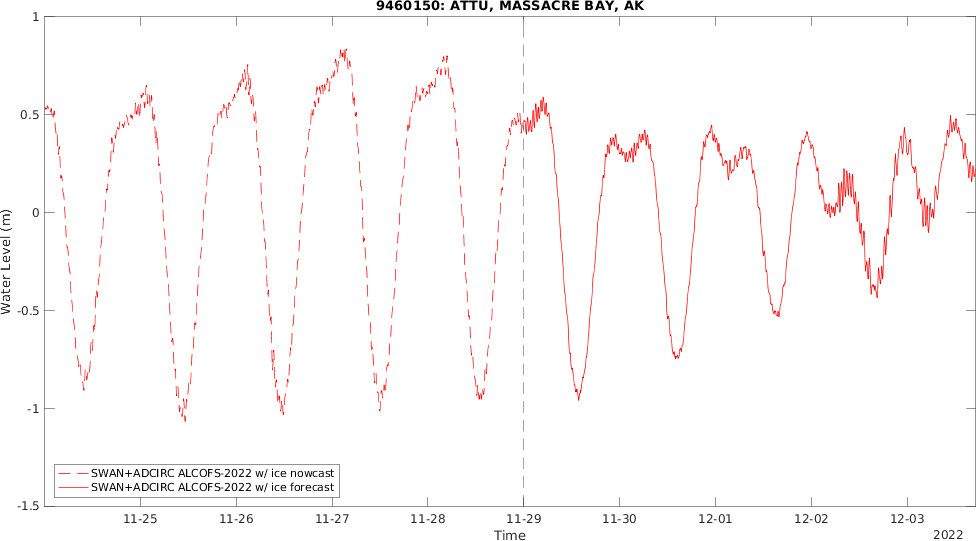 9460150: ATTU, MASSACRE BAY, AK
1
0.5
0
-0.5
-1
-1.5
Water Level (m)
SWAN+ADCIRC ALCOFS-2022 w/ ice nowcast
SWAN+ADCIRC ALCOFS-2022 w/ ice forecast
11-25 11-26 11-27 11-28 11-29 11-30 12-01 12-02 12-03
Time
2022